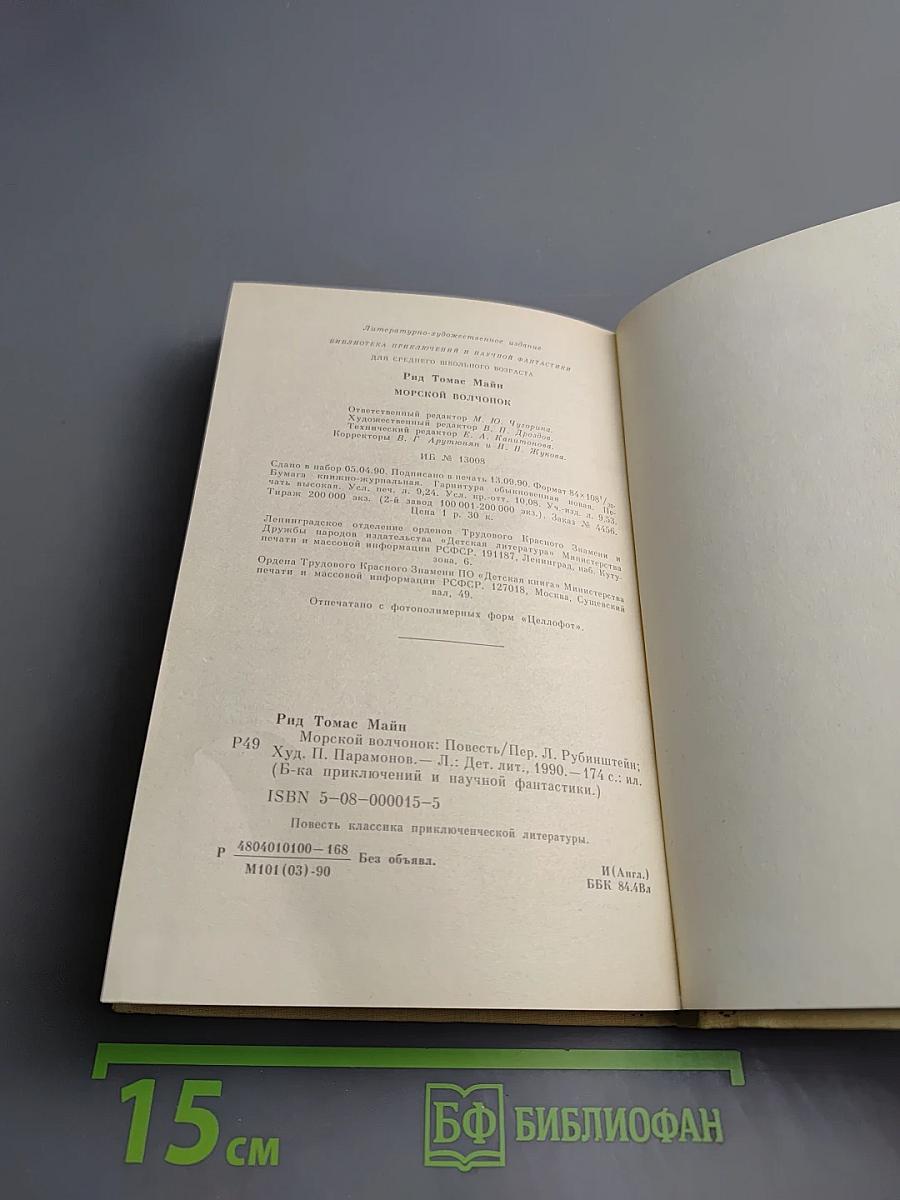 Литературно-художественное издание
БИБЛИОТЕКА ПРИКЛЮЧЕНИЙ И НАУЧНОЙ ФАНТАСТИКИ
ДЛЯ СРЕДНЕГО ШКОЛЬНОГО ВОЗРАСТА
Рид Томас Майн
МОРСКОЙ ВОЛЧОНОК
Ответственный редактор М. Ю. Чугорина.
Художественный редактор В. П. Дроздов.
Технический редактор Е. А. Капитонова.
Корректоры В. Г. Арутюнян и Н. П. Жукова.
ИБ № 13008
Сдано в набор 05.04.90. Подписано в печать 13.09.90. Формат 84×108¹/₃₂.
Бумага книжно-журнальная. Гарнитура обыкновенная новая. Пе-
чать высокая. Усл. печ. л. 9,24. Усл. кр.-отт. 10,08. Уч.-изд. л. 9,53.
Тираж 200 000 экз. (2-й завод 100 001-200 000 экз.). Заказ № 4456.
Цена 1 р. 30 к.
Ленинградское отделение орденов Трудового Красного Знамени и
Дружбы народов издательства «Детская литература» Министерства
печати и массовой информации РСФСР. 191187, Ленинград, наб. Куту-
зова, 6.
Ордена Трудового Красного Знамени ПО «Детская книга» Министерства
печати и массовой информации РСФСР. 127018, Москва, Сущевский
вал, 49.
Отпечатано с фотополимерных форм «Целлофот».
Рид Томас Майн
Р49 Морской волчонок: Повесть/Пер. Л. Рубинштейн;
Худ. П. Парамонов.— Л.: Дет. лит., 1990.— 174 с.: ил.
(Б-ка приключений и научной фантастики.)
ISBN 5—08—000015—5
Повесть классика приключенческой литературы.
Р 4804010100—168 Без объявл.
М101(03)-90
И(Англ.)
ББК 84.4Вл
15 см
БФ БИБЛИОФАН